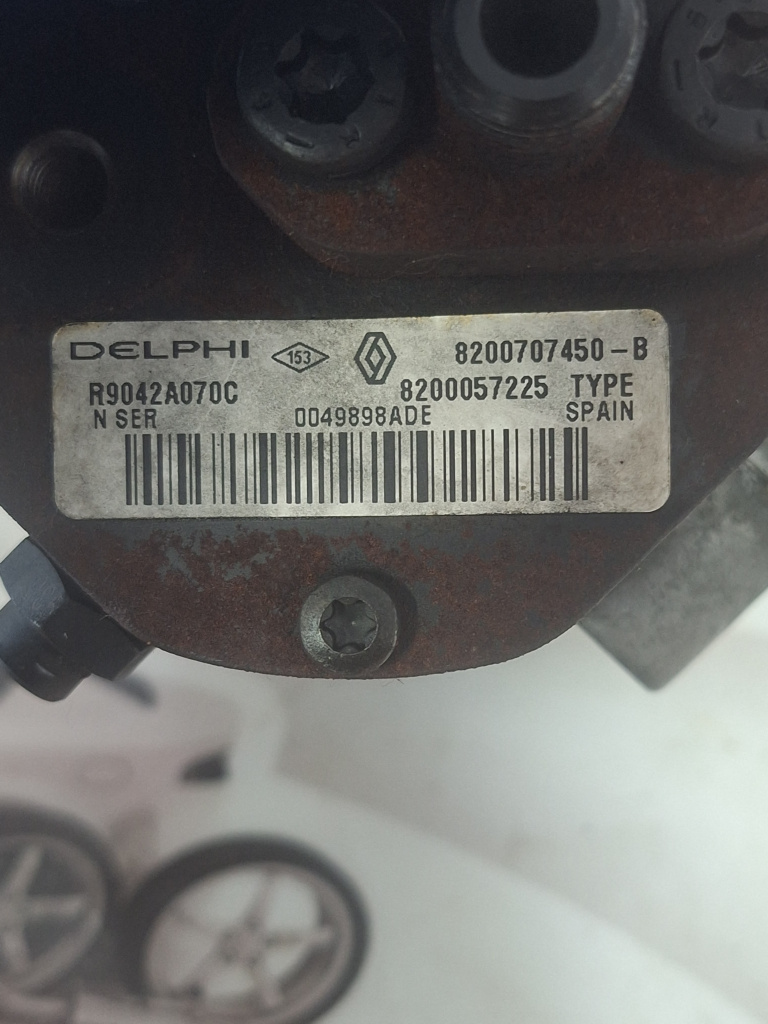 DELPHI 153 8200707450-B
R9042A070C 8200057225 TYPE
N SER 0049898ADE SPAIN